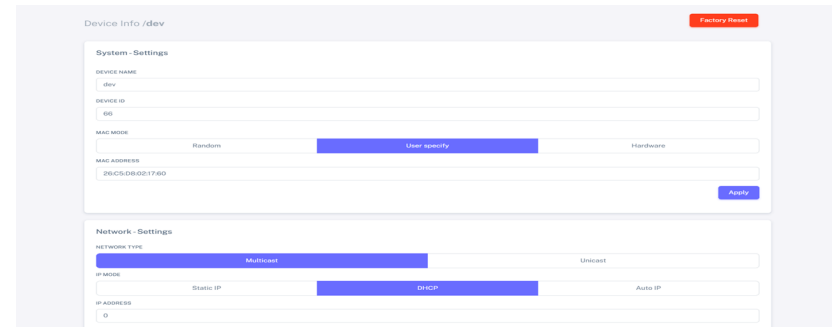 Device Info /dev
Factory Reset
System - Settings
DEVICE NAME
dev
DEVICE ID
66
MAC MODE
Random User specify Hardware
MAC ADDRESS
26:C5:D8:02:17:60
Apply
Network - Settings
NETWORK TYPE
Multicast Unicast
IP MODE
Static IP DHCP Auto IP
IP ADDRESS
0